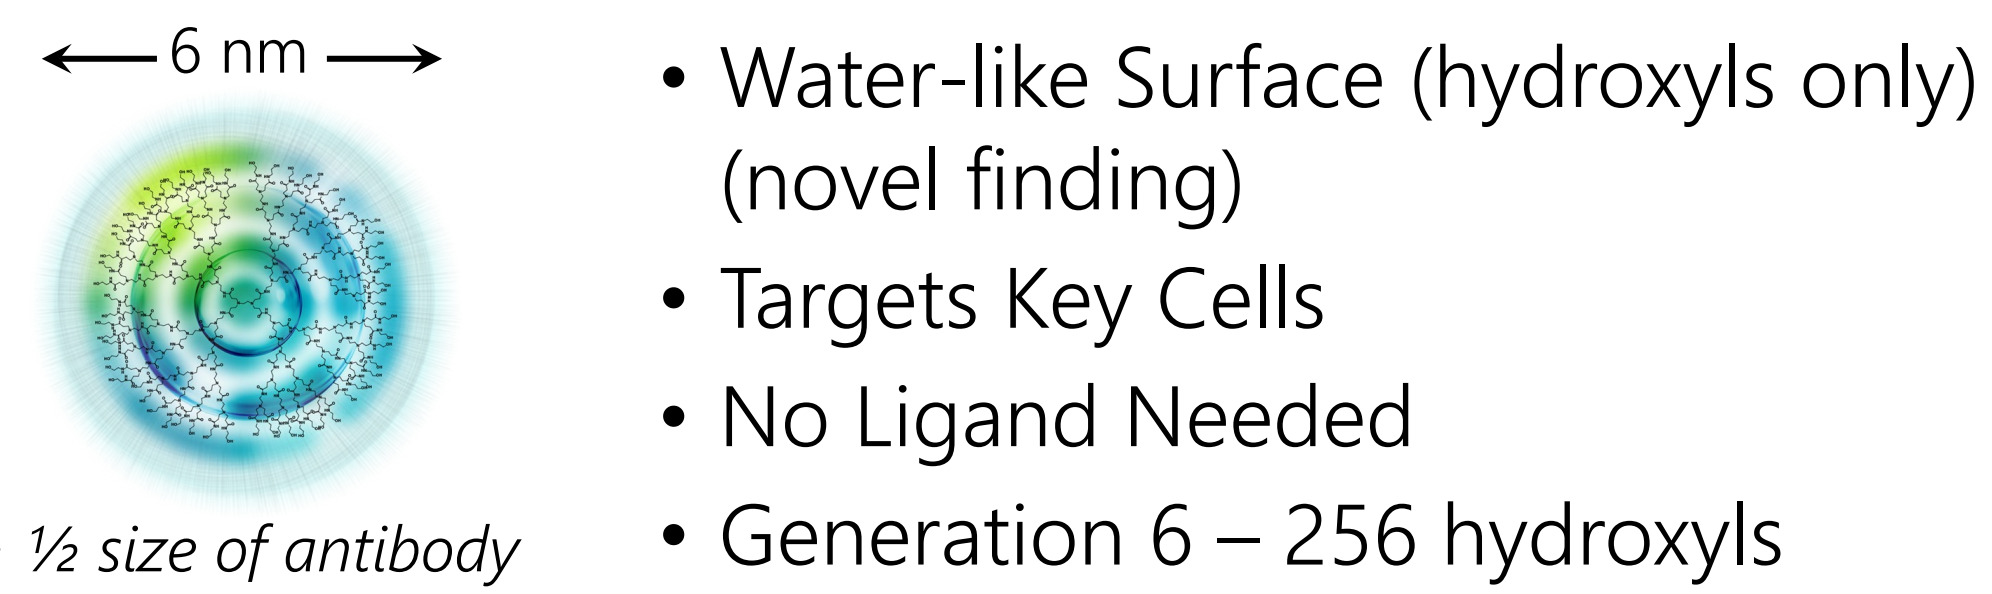 6 nm
½ size of antibody
• Water-like Surface (hydroxyls only)
(novel finding)
• Targets Key Cells
• No Ligand Needed
• Generation 6 – 256 hydroxyls